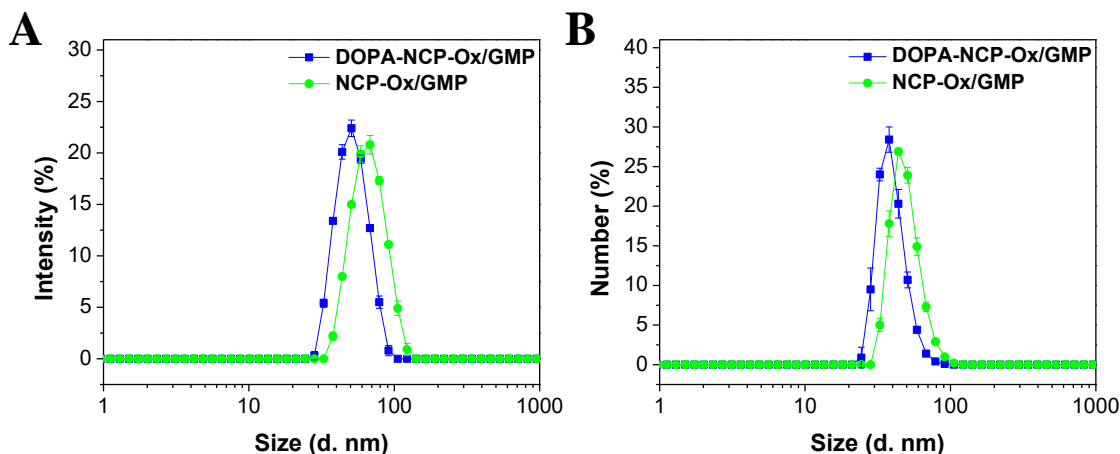 A
DOPA-NCP-Ox/GMP
NCP-Ox/GMP
Intensity (%)
30
25
20
15
10
5
0
1
10
100
1000
Size (d. nm)
B
DOPA-NCP-Ox/GMP
NCP-Ox/GMP
Number (%)
40
35
30
25
20
15
10
5
0
1
10
100
1000
Size (d. nm)